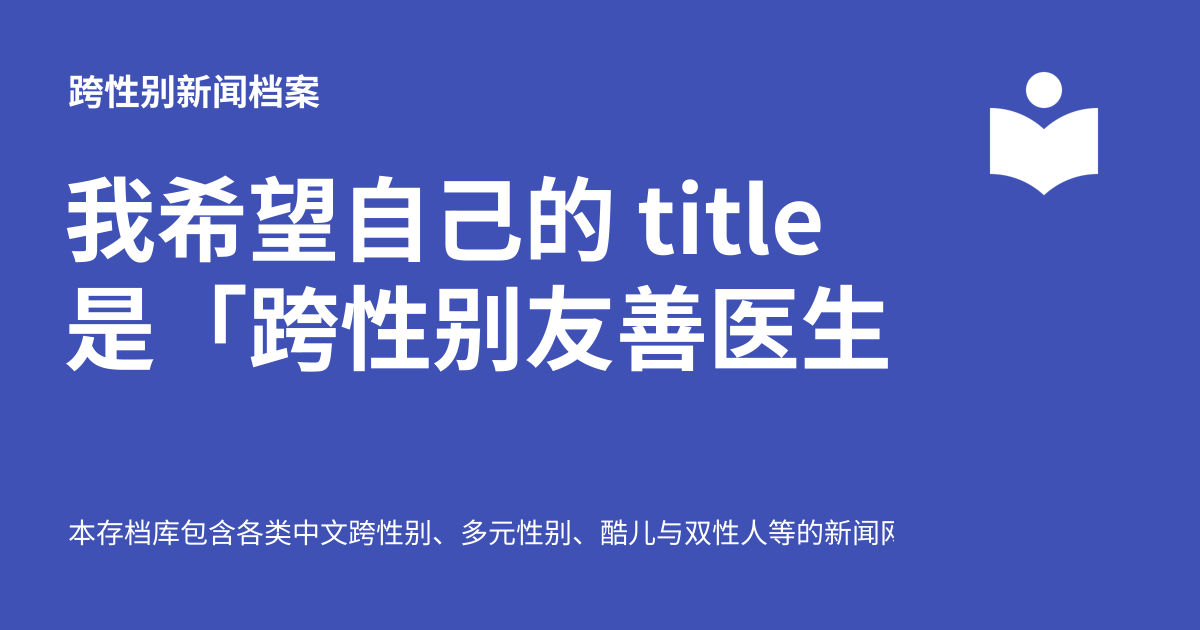 跨性别新闻档案
我希望自己的 title
是「跨性别友善医生
本存档库包含各类中文跨性别、多元性别、酷儿与双性人等的新闻